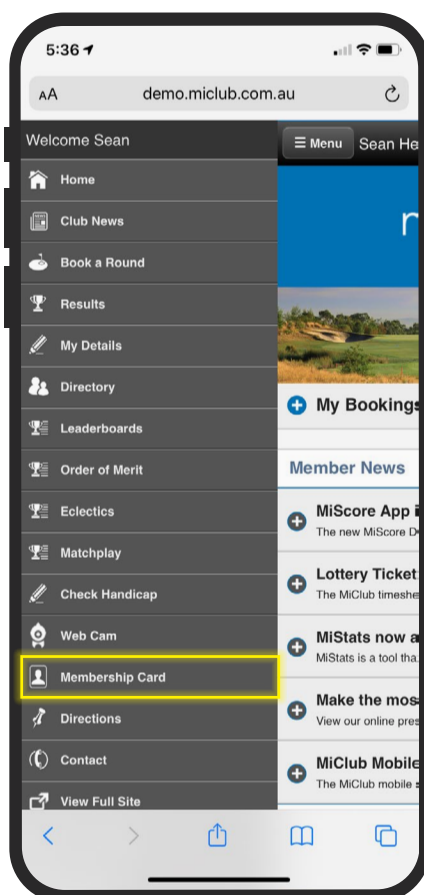 5:36
AA demo.miclub.com.au
Welcome Sean
Menu Sean He
Home
Club News
Book a Round
Results
My Details
Directory
My Bookings
Leaderboards
Order of Merit
Member News
Eclectics
MiScore App
The new MiScore D
Matchplay
Check Handicap
Lottery Ticket
The MiClub timeshe
Web Cam
MiStats now a
MiStats is a tool tha
Membership Card
Directions
Make the mos
View our online pres
Contact
MiClub Mobile
The MiClub mobile
View Full Site